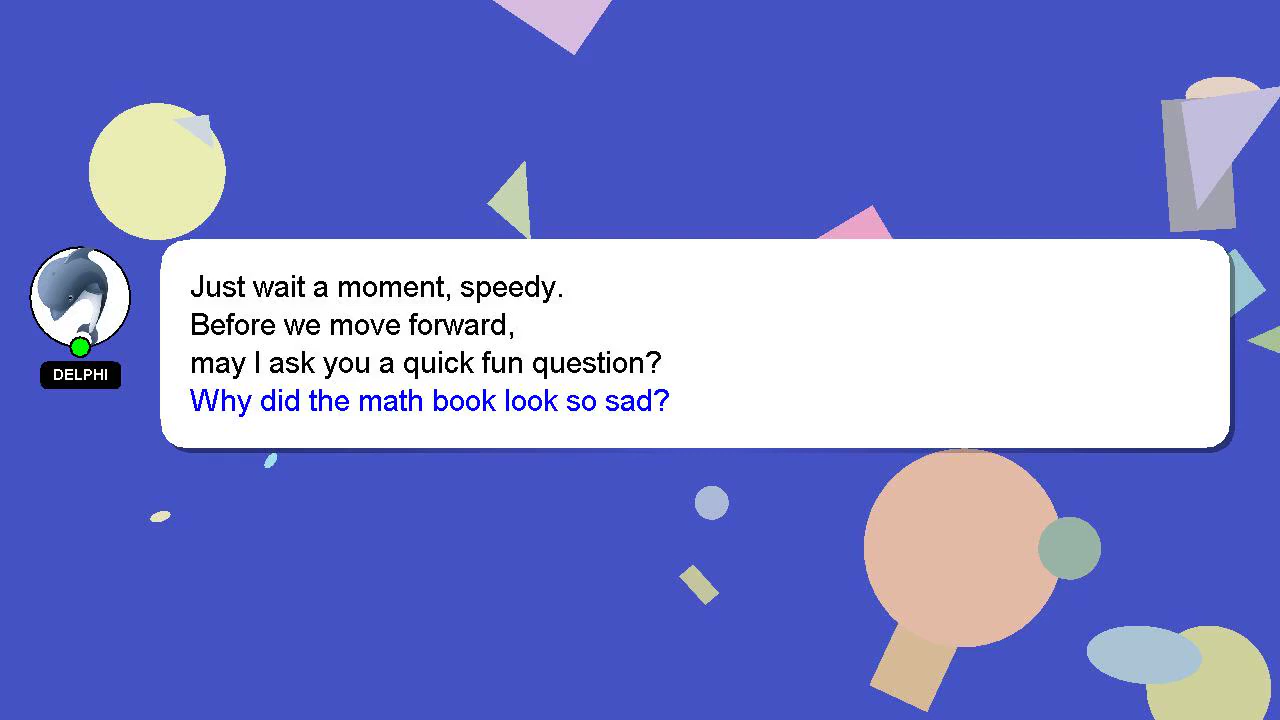 Just wait a moment, speedy.
Before we move forward,
may I ask you a quick fun question?
Why did the math book look so sad?
DELPHI